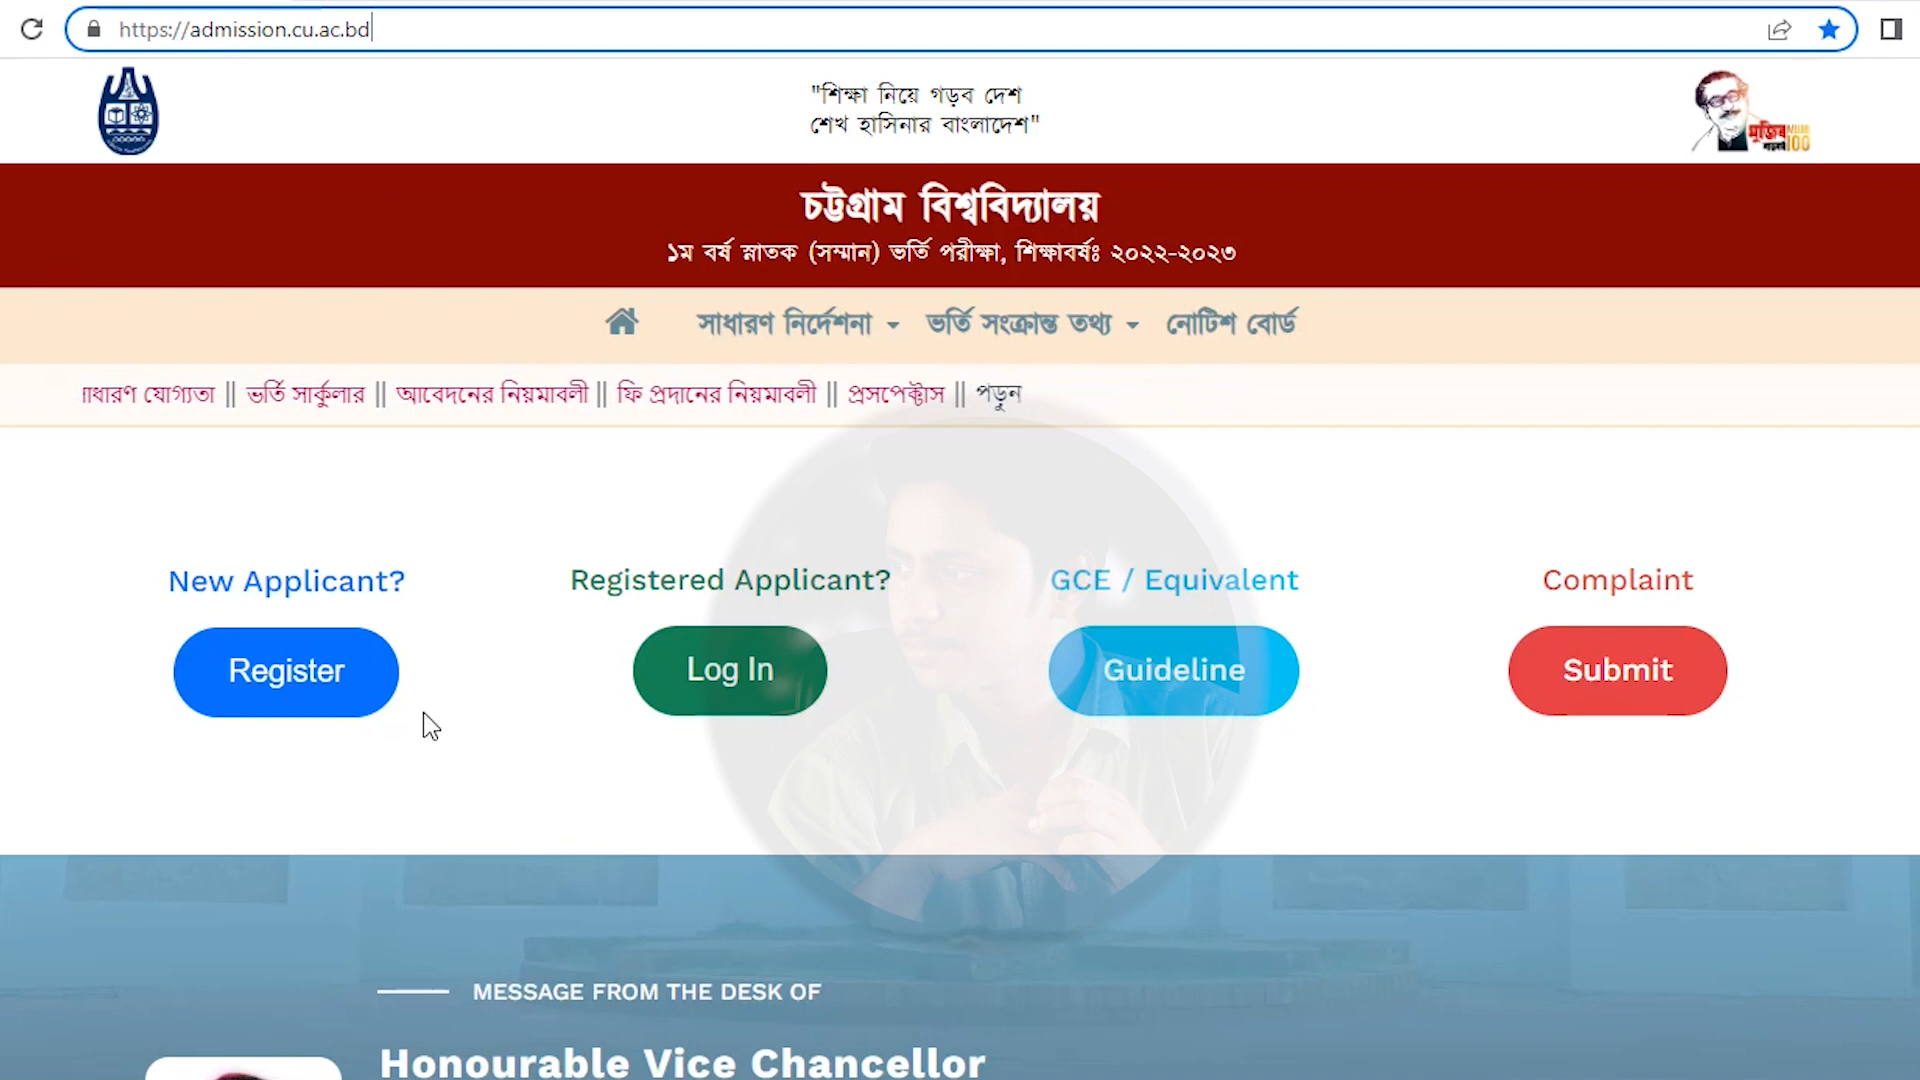 https://admission.cu.ac.bd
"শিক্ষা নিয়ে গড়ব দেশ
শেখ হাসিনার বাংলাদেশ"
মুজিব
100
চট্টগ্রাম বিশ্ববিদ্যালয়
১ম বর্ষ স্নাতক (সম্মান) ভর্তি পরীক্ষা, শিক্ষাবর্ষঃ ২০২২-২০২৩
সাধারণ নির্দেশনা ভর্তি সংক্রান্ত তথ্য নোটিশ বোর্ড
াধারণ যোগ্যতা || ভর্তি সার্কুলার || আবেদনের নিয়মাবলী || ফি প্রদানের নিয়মাবলী || প্রসপেক্টাস || পড়ুন
New Applicant? Registered Applicant? GCE / Equivalent Complaint
Register Log In Guideline Submit
MESSAGE FROM THE DESK OF
Honourable Vice Chancellor